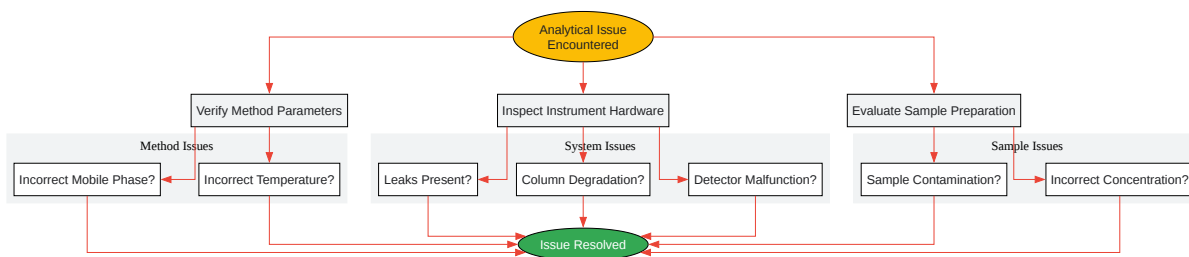 Analytical Issue
Encountered
Verify Method Parameters
Inspect Instrument Hardware
Evaluate Sample Preparation
Method Issues
System Issues
Sample Issues
Incorrect Mobile Phase?
Incorrect Temperature?
Leaks Present?
Column Degradation?
Detector Malfunction?
Sample Contamination?
Incorrect Concentration?
Issue Resolved